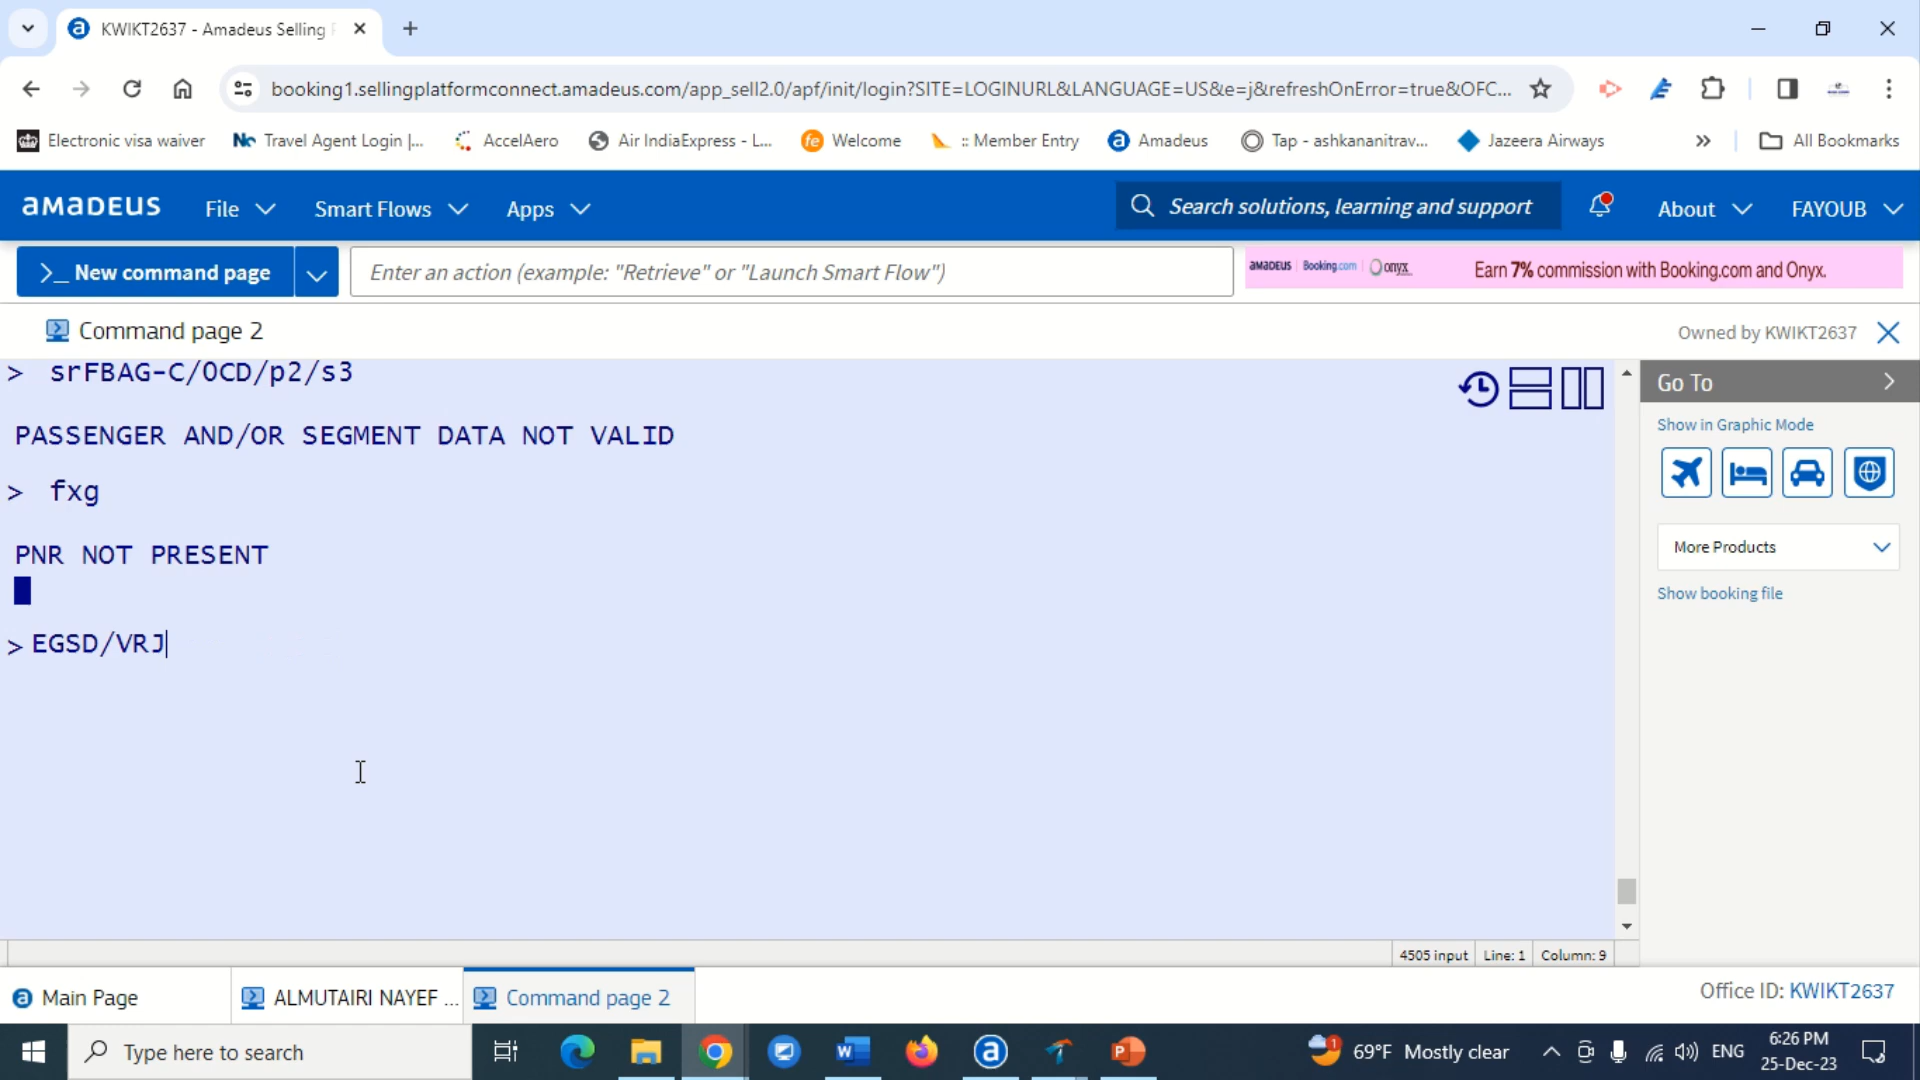 KWIKT2637 - Amadeus Selling
booking1.sellingplatformconnect.amadeus.com/app_sell2.0/apf/init/login?SITE=LOGINURL&LANGUAGE=US&e=j&refreshOnError=true&OFC...
Electronic visa waiver
Travel Agent Login |...
AccelAero
Air IndiaExpress - L...
Welcome
:: Member Entry
Amadeus
Tap - ashkananitrav...
Jazeera Airways
All Bookmarks
amadeus
File
Smart Flows
Apps
Search solutions, learning and support
About
FAYOUB
>_ New command page
Enter an action (example: "Retrieve" or "Launch Smart Flow")
amadeus | Booking.com | Onyx
Earn 7% commission with Booking.com and Onyx.
Command page 2
Owned by KWIKT2637
> srFBAG-C/OCD/p2/s3
PASSENGER AND/OR SEGMENT DATA NOT VALID
> fxg
PNR NOT PRESENT
> EGSD/VRJ
Go To
Show in Graphic Mode
More Products
Show booking file
4505 input
Line: 1
Column: 9
Main Page
ALMUTAIRI NAYEF ...
Command page 2
Office ID: KWIKT2637
Type here to search
69°F Mostly clear
ENG
6:26 PM
25-Dec-23